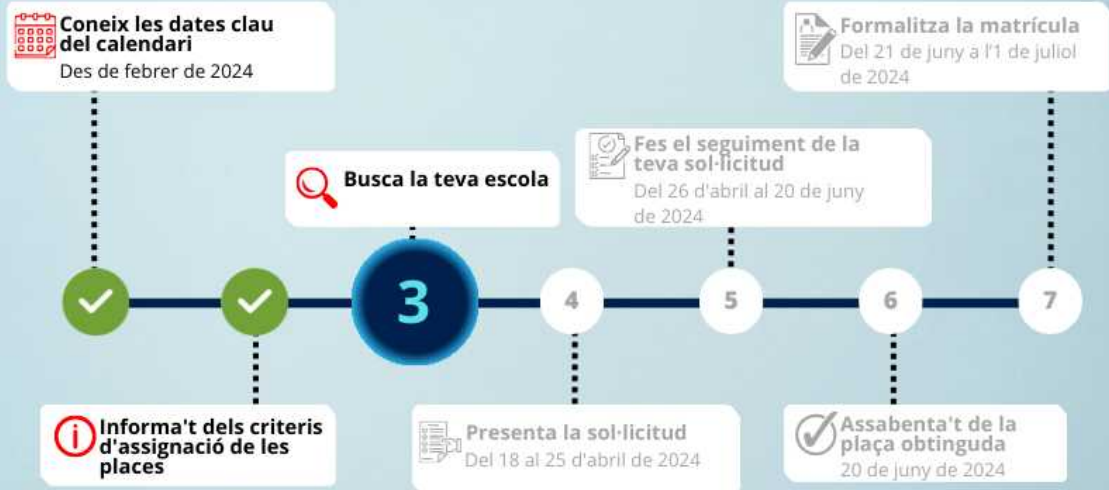 Coneix les dates clau
del calendari
Des de febrer de 2024
Formalitza la matrícula
Del 21 de juny a l'1 de juliol
de 2024
Fes el seguiment de la
teva sol·licitud
Del 26 d'abril al 20 de juny
de 2024
Busca la teva escola
3
4
5
6
7
Informa't dels criteris
d'assignació de les
places
Presenta la sol·licitud
Del 18 al 25 d'abril de 2024
Assabenta't de la
plaça obtinguda
20 de juny de 2024